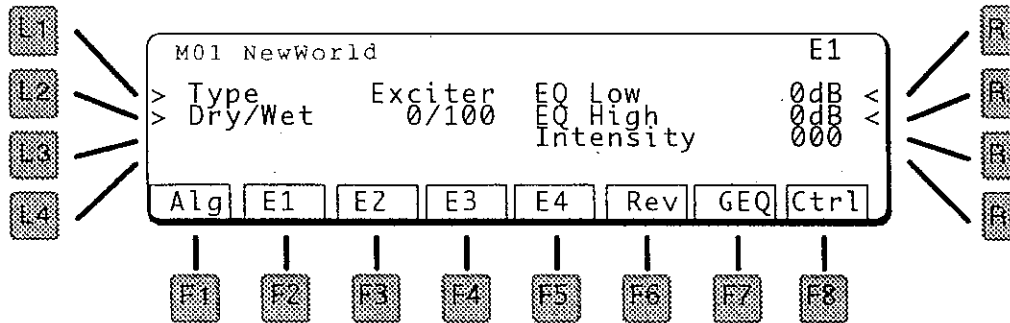 L1
L2
L3
L4
M01 NewWorld E1
> Type Exciter EQ Low 0dB <
> Dry/Wet 0/100 EQ High 0dB <
Intensity 000
Alg E1 E2 E3 E4 Rev GEQ Ctrl
F1 F2 F3 F4 F5 F6 F7 F8
R
R
R
R